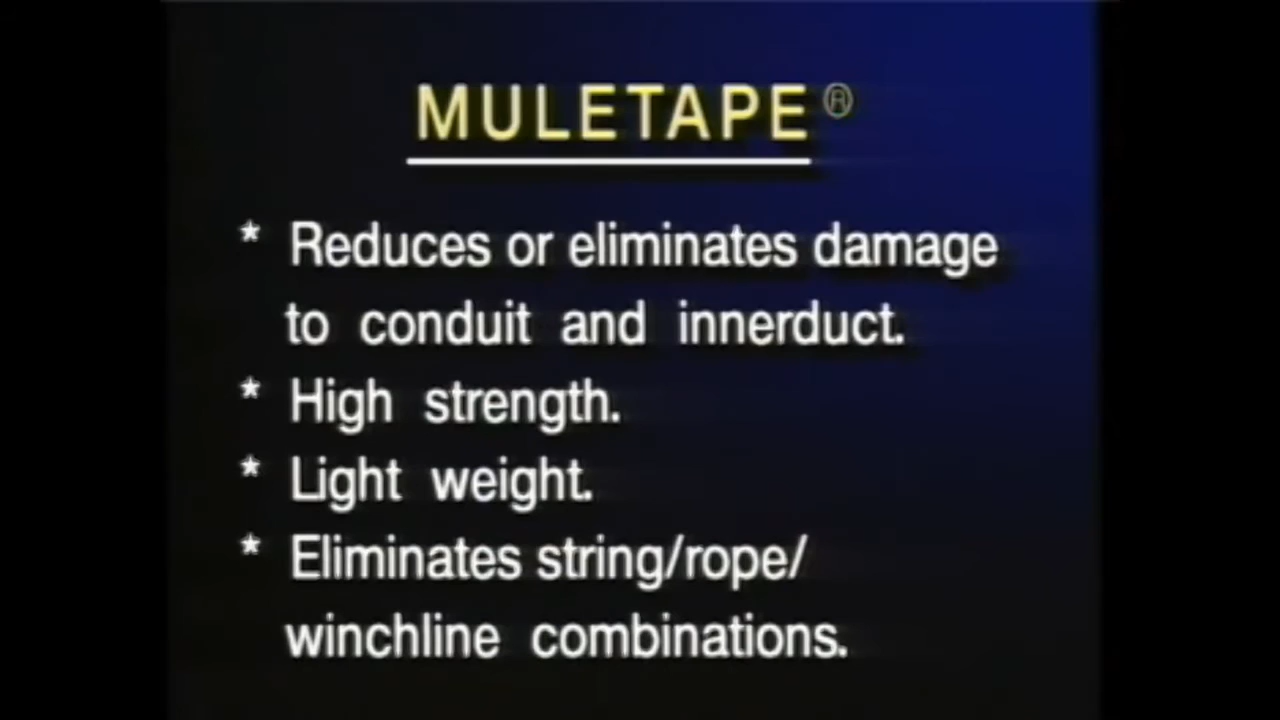 MULETAPE®
* Reduces or eliminates damage
to conduit and innerduct.
* High strength.
* Light weight.
* Eliminates string/rope/
winchline combinations.